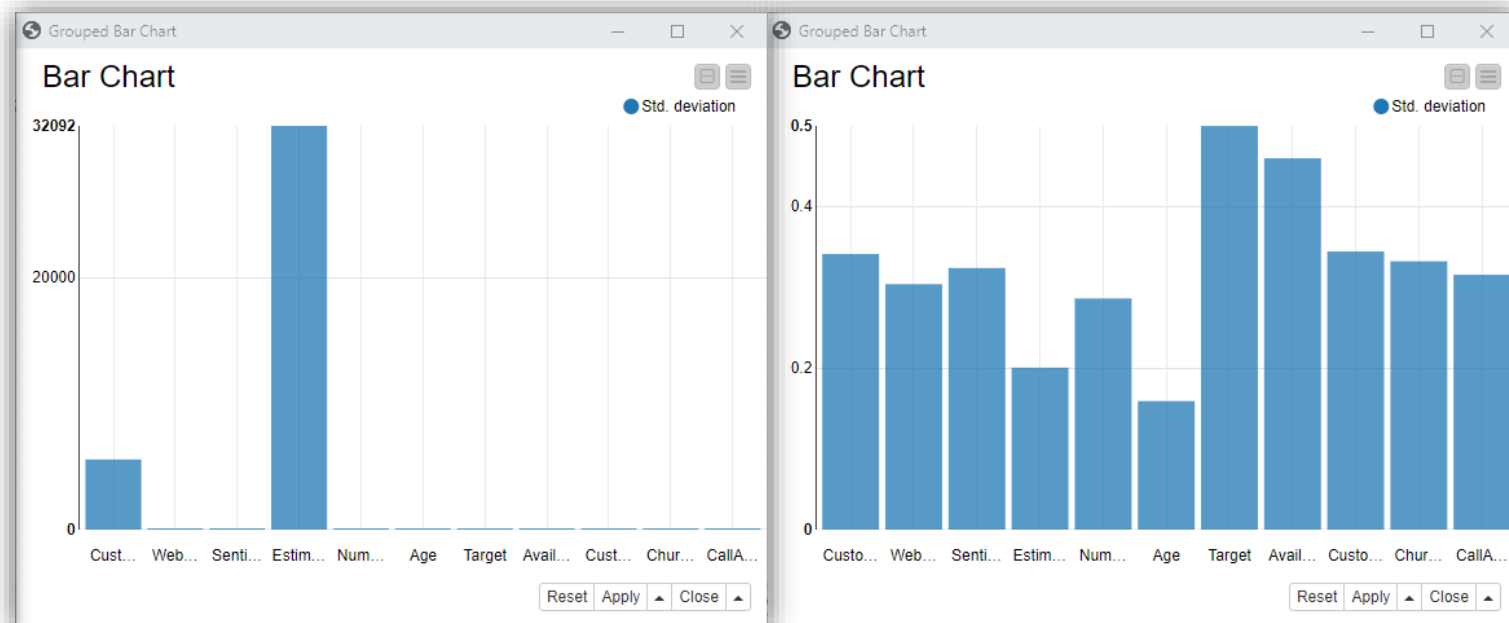 Grouped Bar Chart
Bar Chart
Std. deviation
32092
20000
0
Cust... Web... Senti... Estim... Num... Age Target Avail... Cust... Chur... CallA...
Reset Apply Close
Grouped Bar Chart
Bar Chart
Std. deviation
0.5
0.4
0.2
0
Custo... Web... Senti... Estim... Num... Age Target Avail... Custo... Chur... CallA...
Reset Apply Close